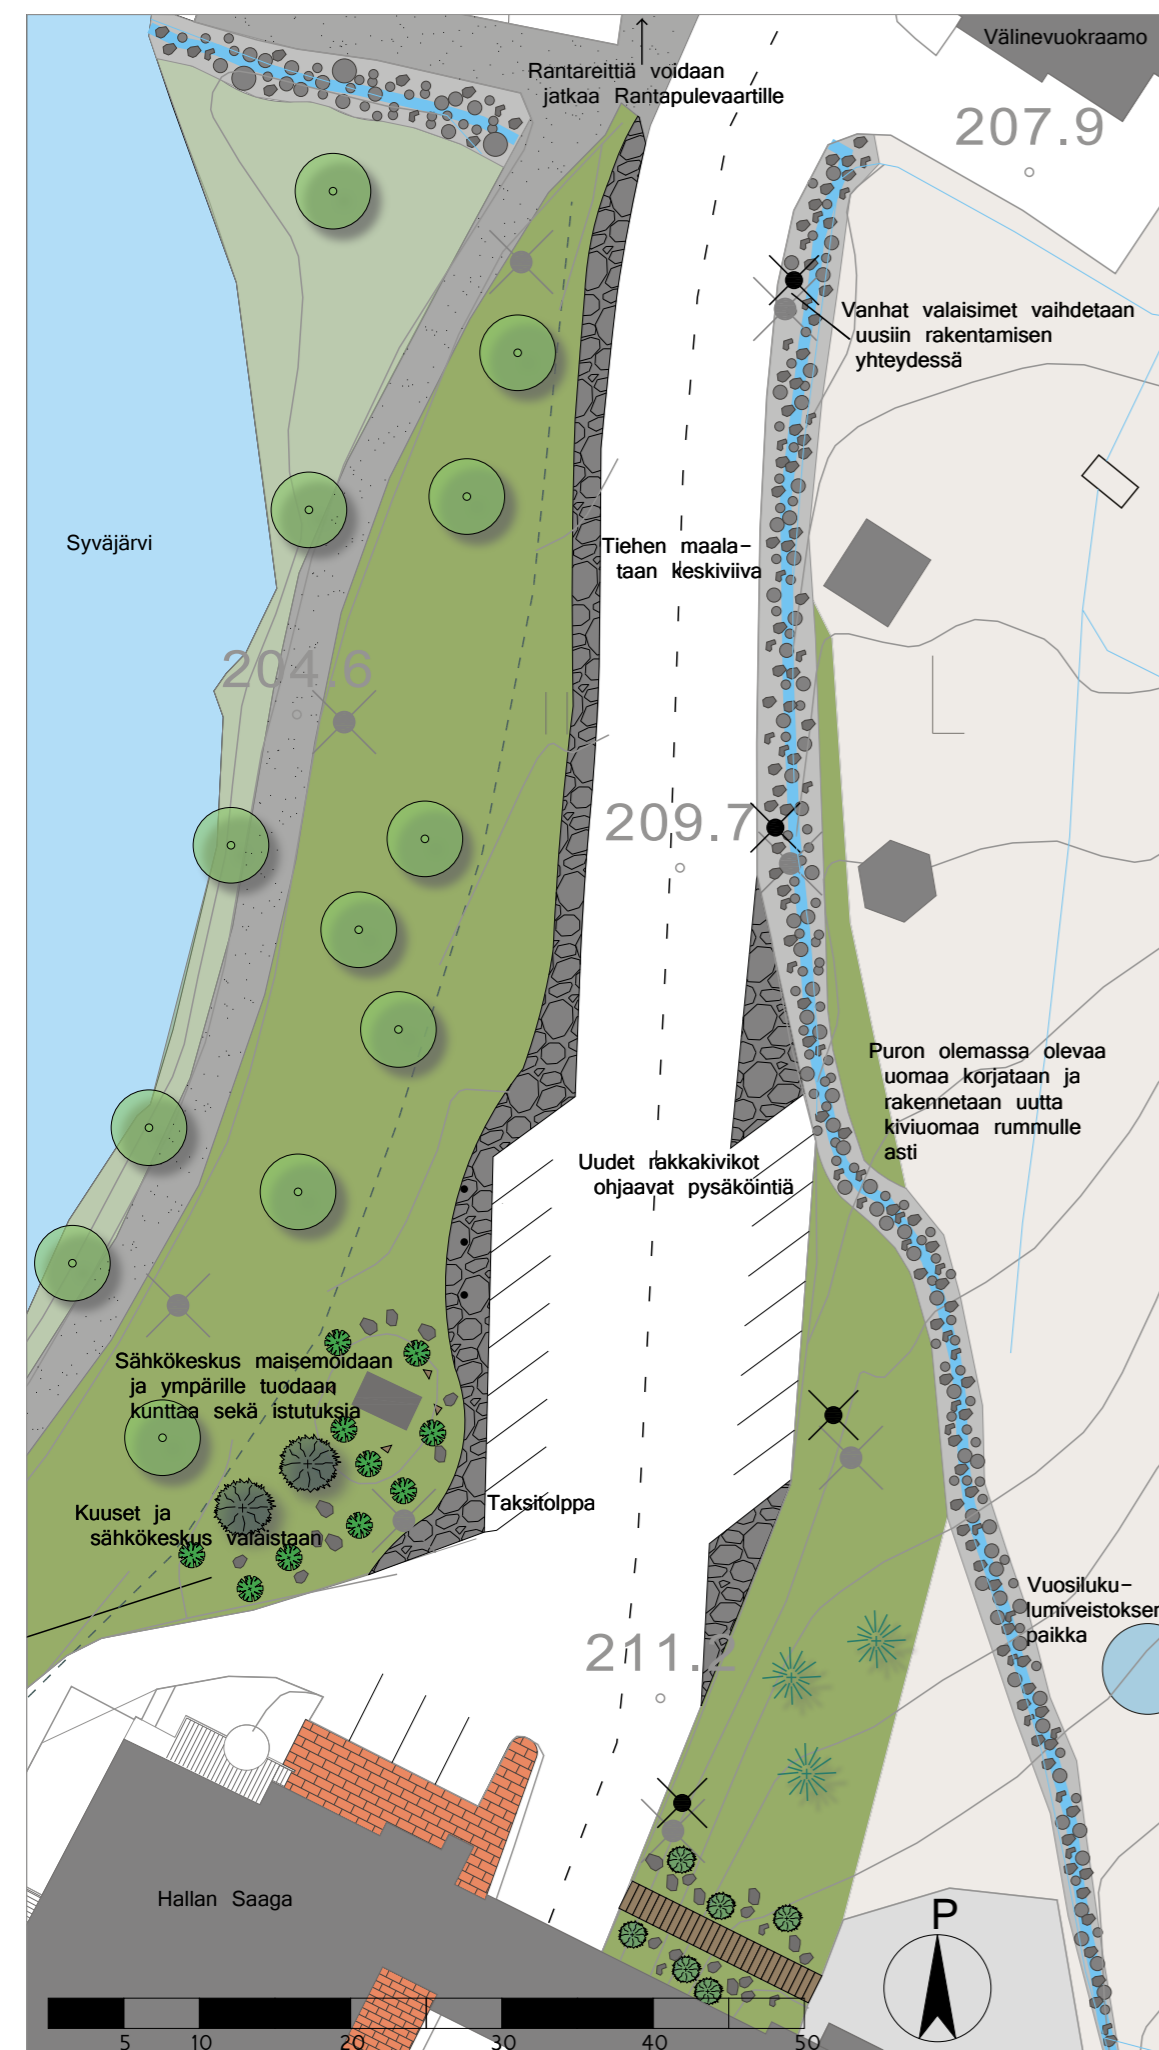 Välinevuokraamo
Rantareittiä voidaan
jatkaa Rantapulevaartille
207.9
Vanhat valaisimet vaihdetaan
uusiin rakentamisen
yhteydessä
Syväjärvi
Tiehen maala-
taan keskiviiva
204.6
209.7
Puron olemassa olevaa
uomaa korjataan ja
rakennetaan uutta
kiviuomaa rummulle
asti
Uudet rakkakivikot
ohjaavat pysäköintiä
Sähkökeskus maisemoidaan
ja ympärille tuodaan
kunttaa sekä istutuksia
Taksitolppa
Kuuset ja
sähkökeskus valaistaan
Vuosiluku-
lumiveistoksen
paikka
211.2
Hallan Saaga
P
5 10 20 30 40 50